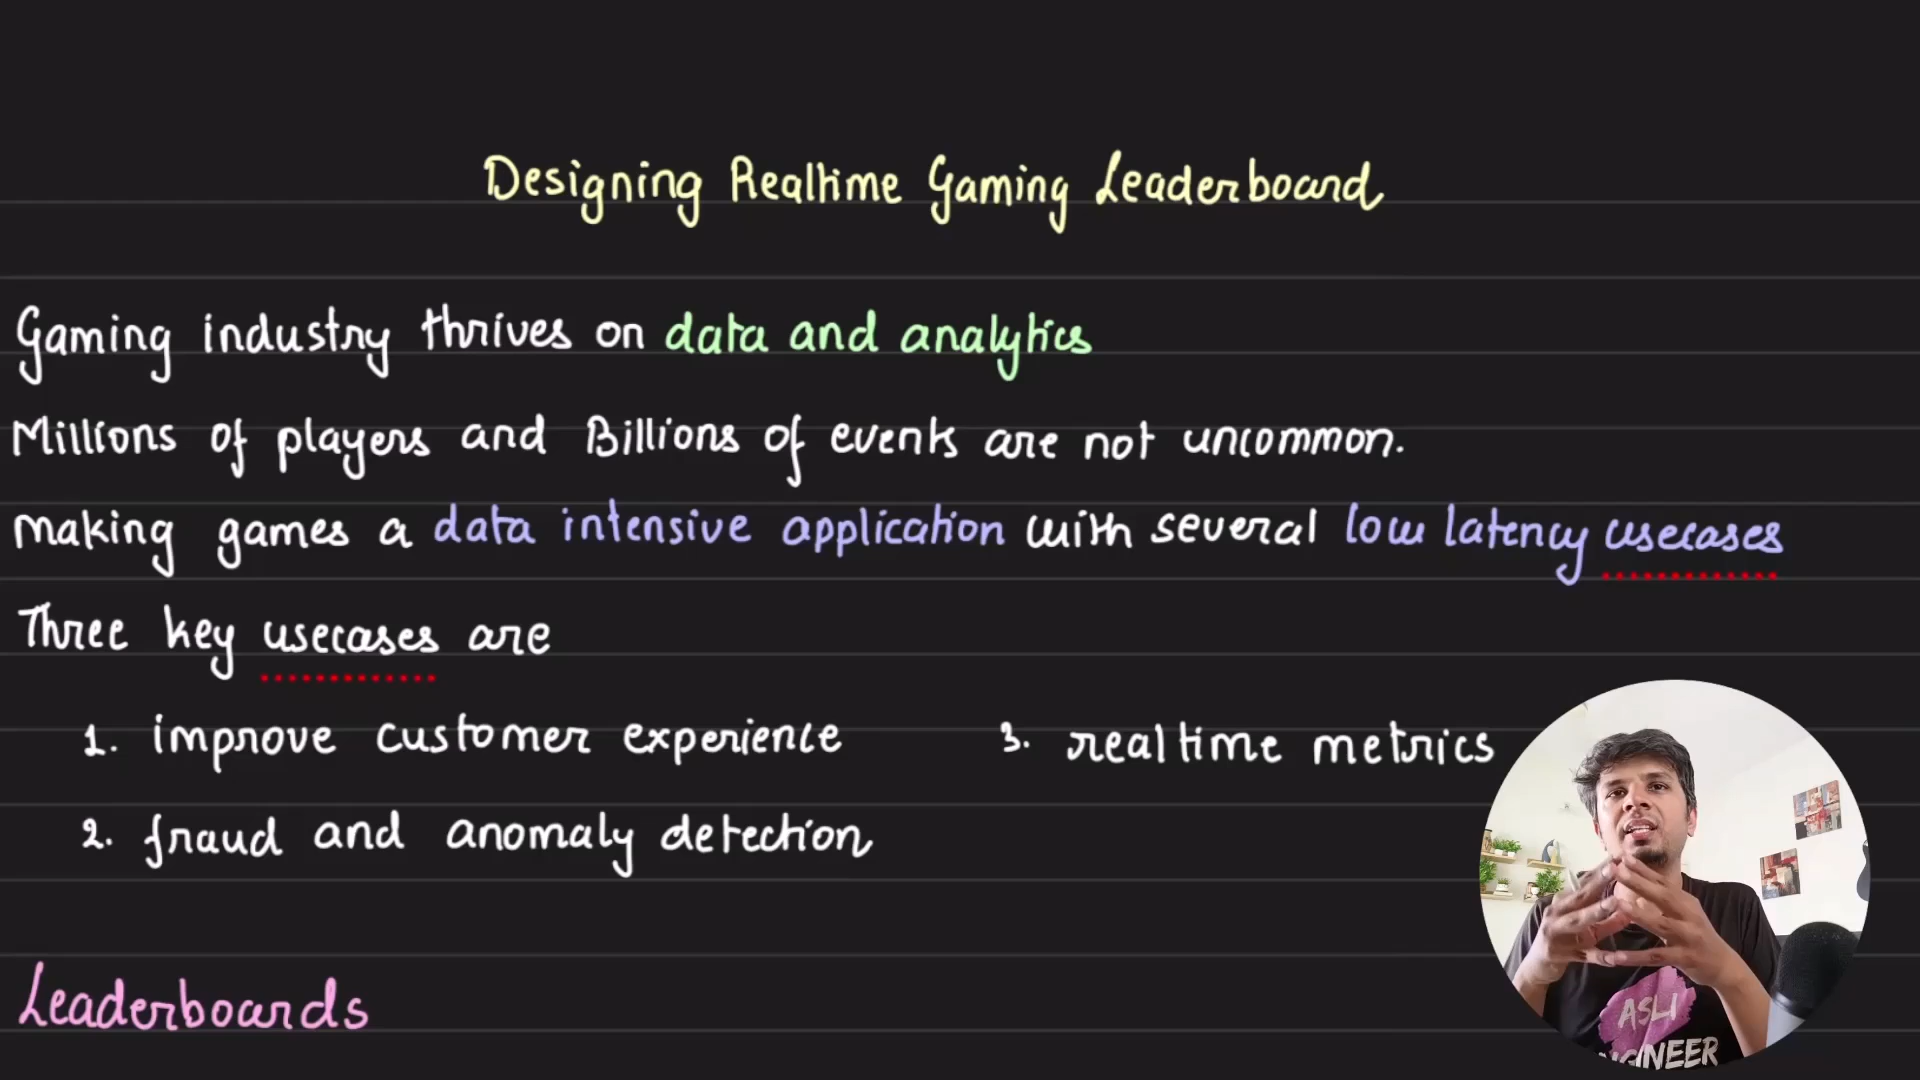 Designing Realtime Gaming Leaderboard
Gaming industry thrives on data and analytics
Millions of players and Billions of events are not uncommon.
making games a data intensive application with several low latency usecases
Three key usecases are
1. improve customer experience
2. fraud and anomaly detection
3. realtime metrics
Leaderboards
ASLI
NGINEER